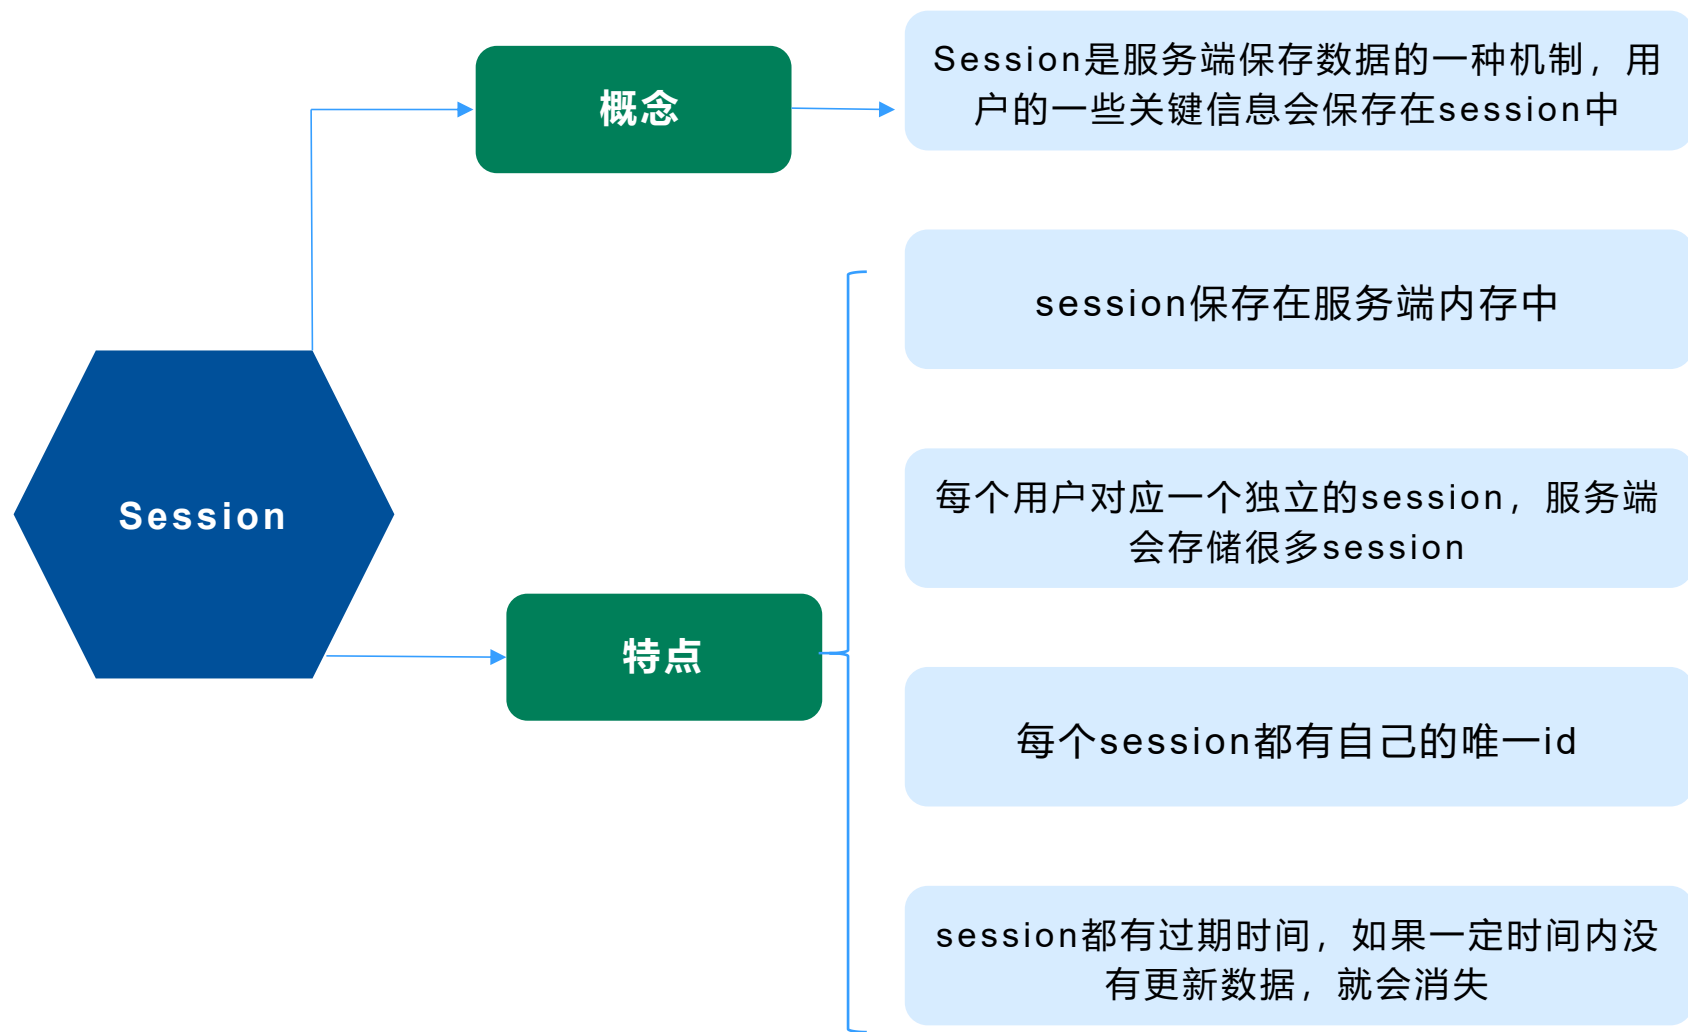 Session
概念
Session是服务端保存数据的一种机制，用
户的一些关键信息会保存在session中
特点
session保存在服务端内存中
每个用户对应一个独立的session，服务端
会存储很多session
每个session都有自己的唯一id
session都有过期时间，如果一定时间内没
有更新数据，就会消失